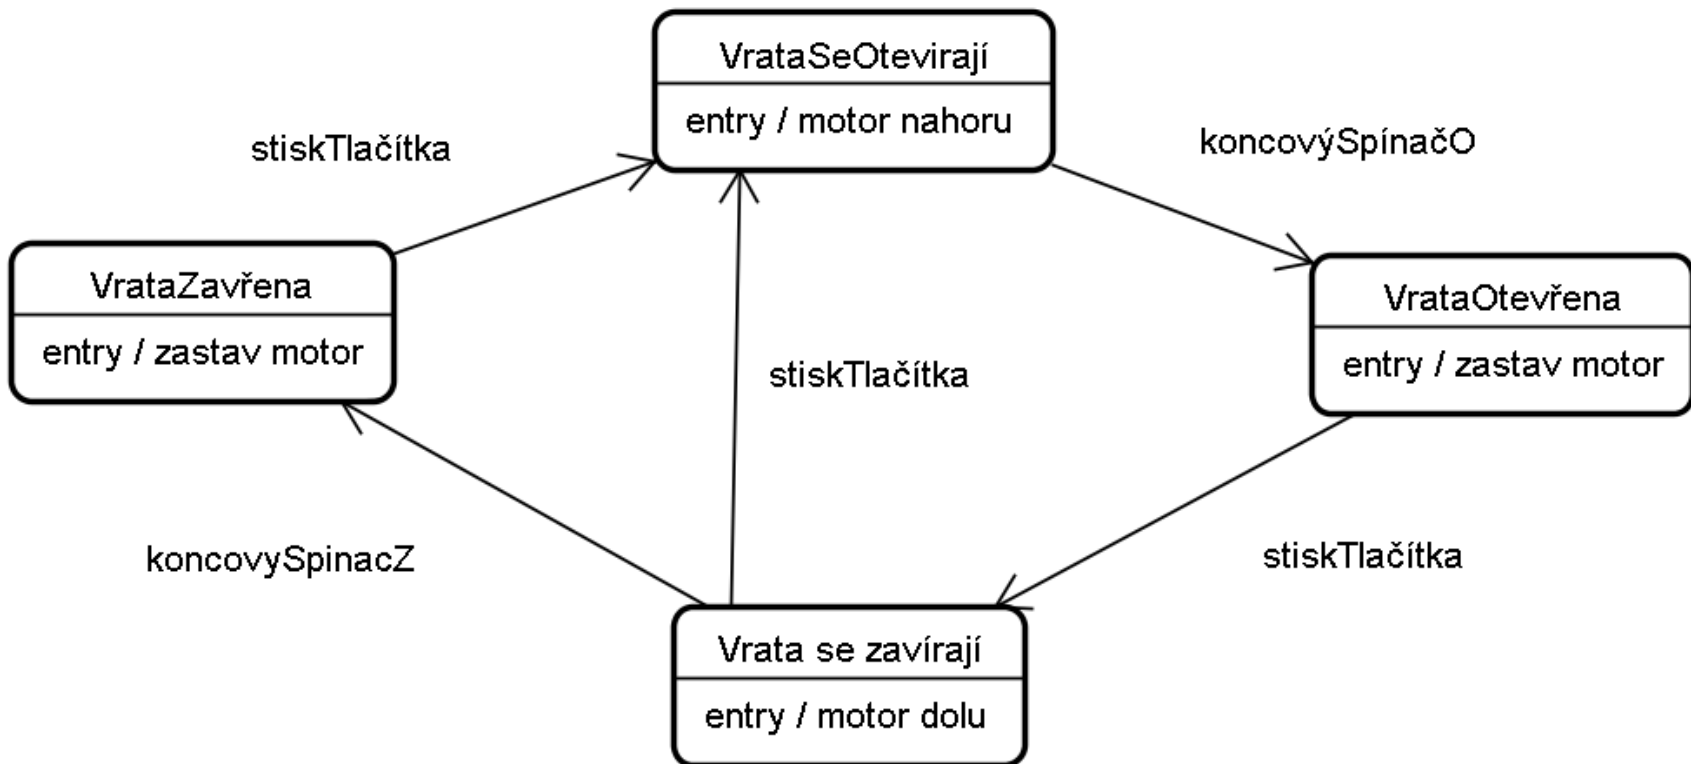 VrataSeOtevirají
entry / motor nahoru
stiskTlačítka
koncovýSpínačO
VrataZavřena
entry / zastav motor
VrataOtevřena
entry / zastav motor
stiskTlačítka
koncovySpinacZ
stiskTlačítka
Vrata se zavírají
entry / motor dolu